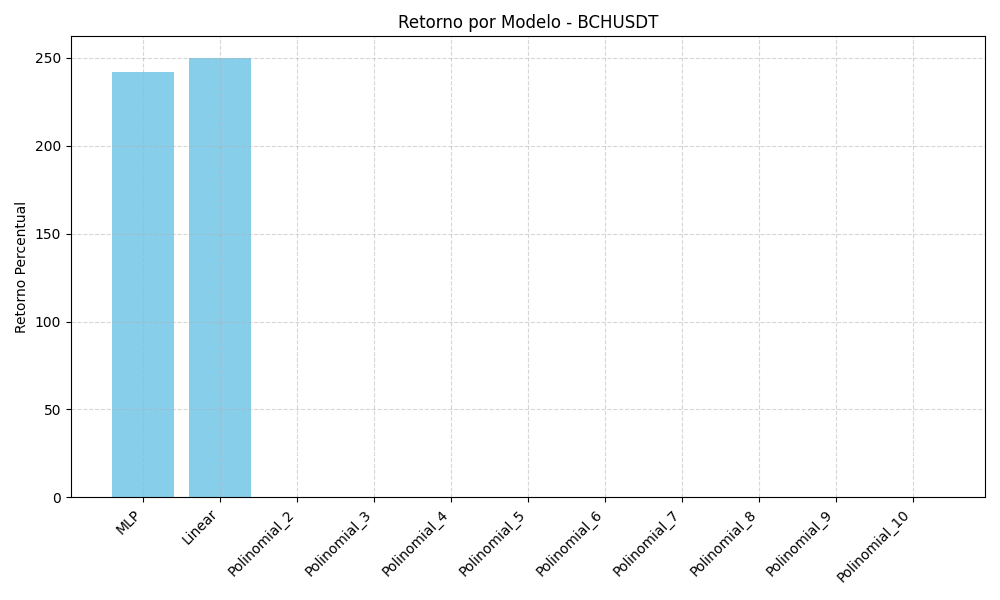 Retorno por Modelo - BCHUSDT
Retorno Percentual
250
200
150
100
50
0
MLP
Linear
Polinomial_2
Polinomial_3
Polinomial_4
Polinomial_5
Polinomial_6
Polinomial_7
Polinomial_8
Polinomial_9
Polinomial_10